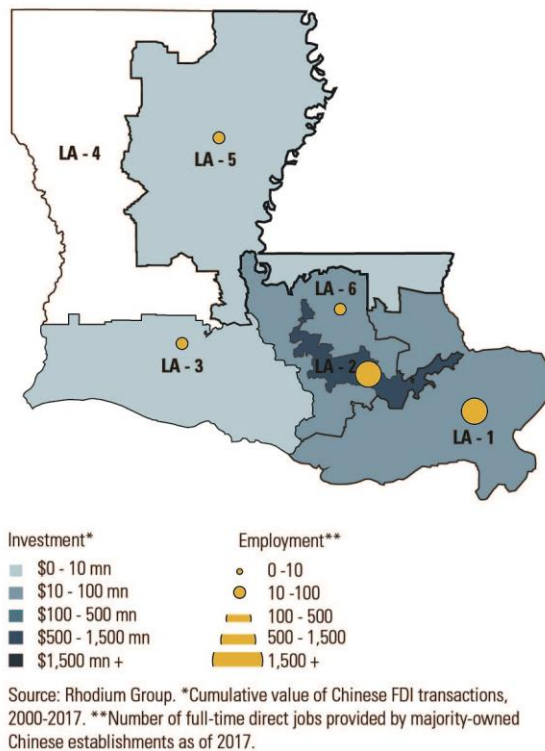 LA - 4
LA - 5
LA - 6
LA - 3
LA - 2
LA - 1
Investment*
$0 - 10 mn
$10 - 100 mn
$100 - 500 mn
$500 - 1,500 mn
$1,500 mn +
Employment**
0 -10
10 -100
100 - 500
500 - 1,500
1,500 +
Source: Rhodium Group. *Cumulative value of Chinese FDI transactions,
2000-2017. **Number of full-time direct jobs provided by majority-owned
Chinese establishments as of 2017.